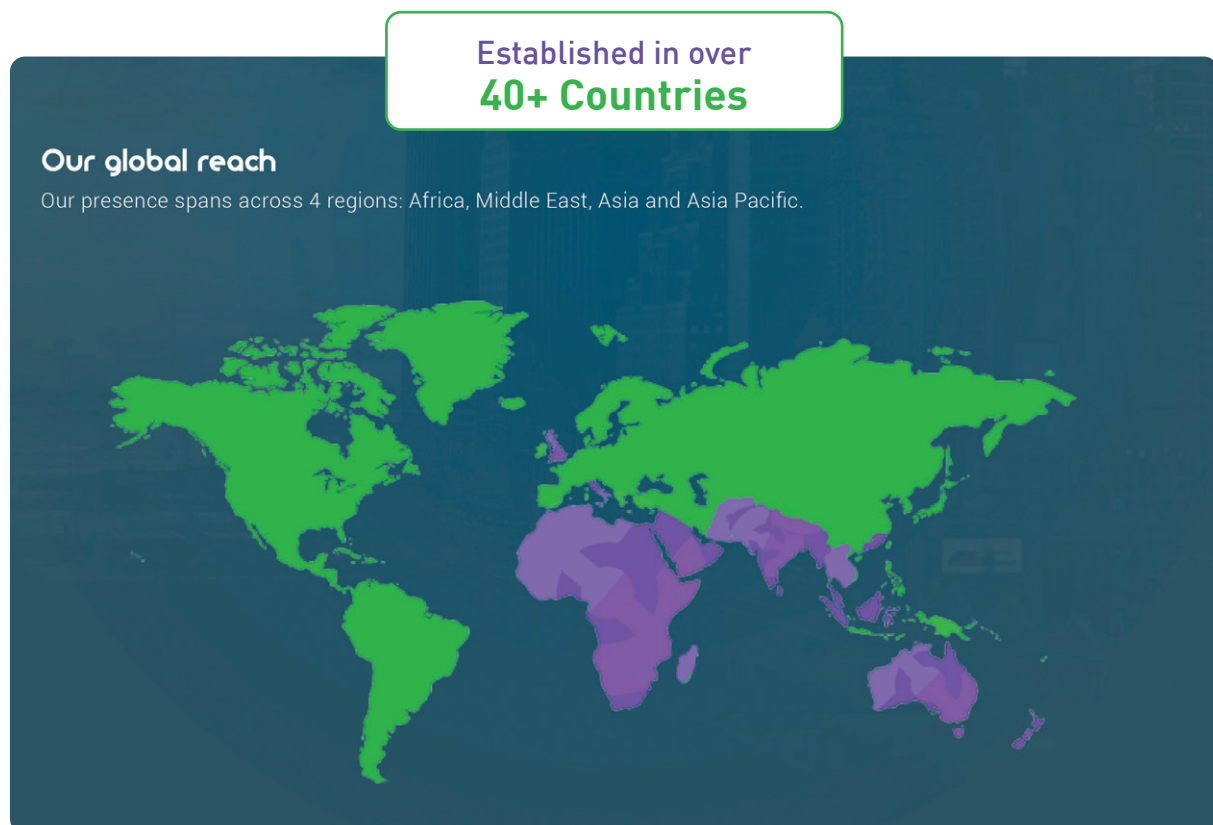 Established in over
40+ Countries
Our global reach
Our presence spans across 4 regions: Africa, Middle East, Asia and Asia Pacific.